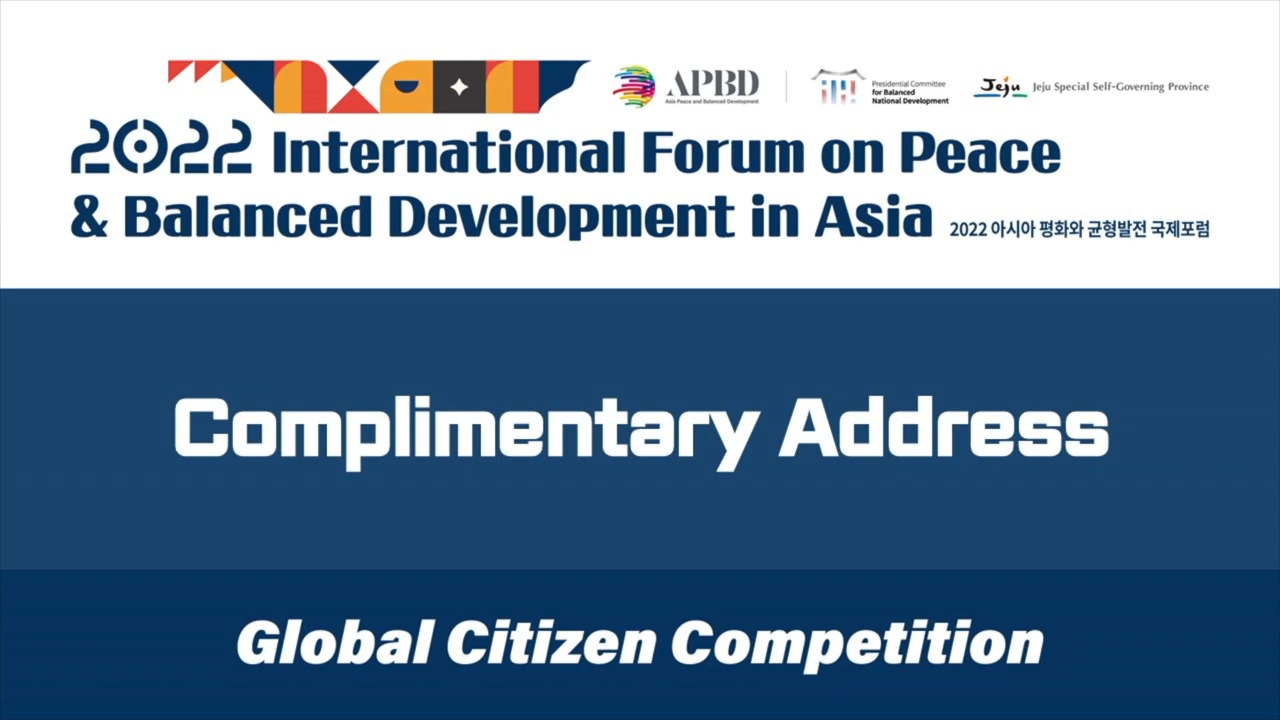 APBD
Asia Peace and Balanced Development
Presidential Committee
for Balanced
National Development
Jeju
Jeju Special Self-Governing Province
2022 International Forum on Peace
& Balanced Development in Asia
2022 아시아 평화와 균형발전 국제포럼
Complimentary Address
Global Citizen Competition